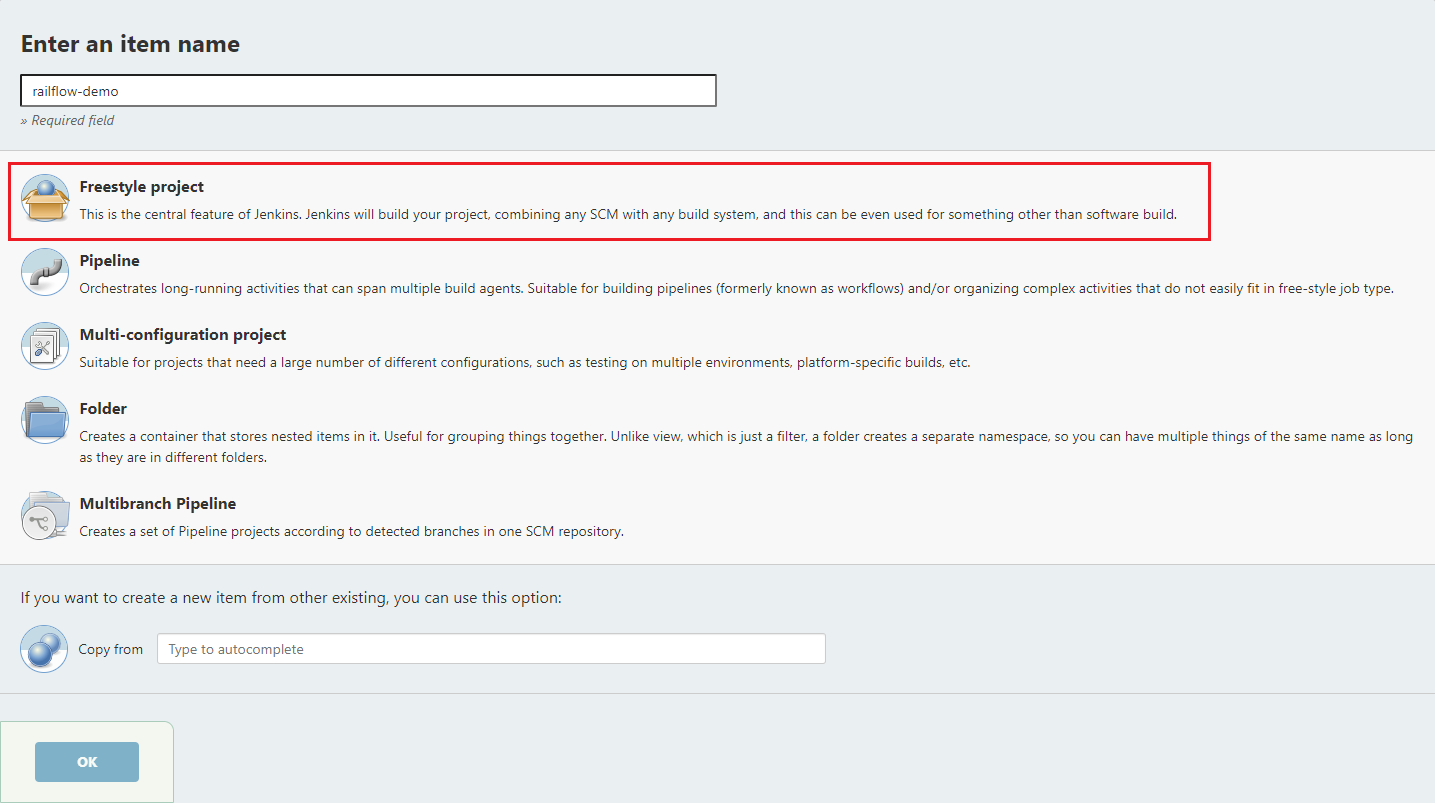 Enter an item name
railflow-demo
» Required field
Freestyle project
This is the central feature of Jenkins. Jenkins will build your project, combining any SCM with any build system, and this can be even used for something other than software build.
Pipeline
Orchestrates long-running activities that can span multiple build agents. Suitable for building pipelines (formerly known as workflows) and/or organizing complex activities that do not easily fit in free-style job type.
Multi-configuration project
Suitable for projects that need a large number of different configurations, such as testing on multiple environments, platform-specific builds, etc.
Folder
Creates a container that stores nested items in it. Useful for grouping things together. Unlike view, which is just a filter, a folder creates a separate namespace, so you can have multiple things of the same name as long
as they are in different folders.
Multibranch Pipeline
Creates a set of Pipeline projects according to detected branches in one SCM repository.
If you want to create a new item from other existing, you can use this option:
Copy from Type to autocomplete
OK